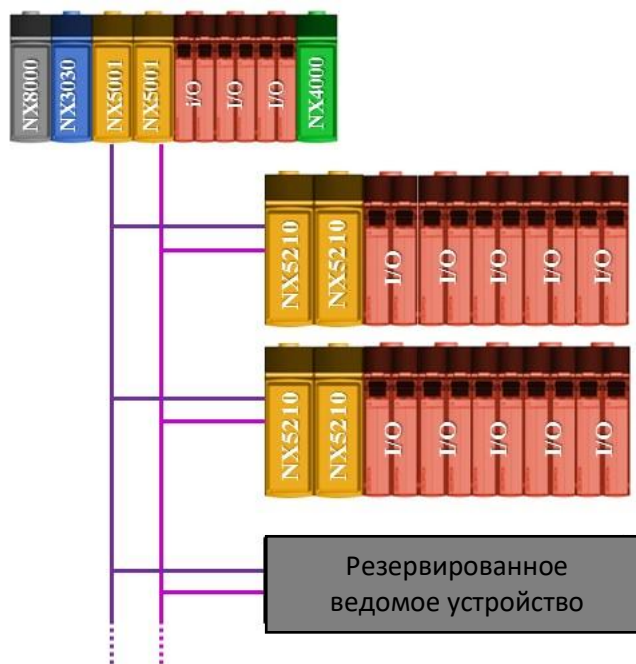 NX8000
NX3030
NX5001
NX5001
i/O
I/O
I/O
NX4000
NX5210
NX5210
I/O
I/O
I/O
I/O
I/O
NX5210
NX5210
I/O
I/O
I/O
I/O
I/O
Резервированное
ведомое устройство